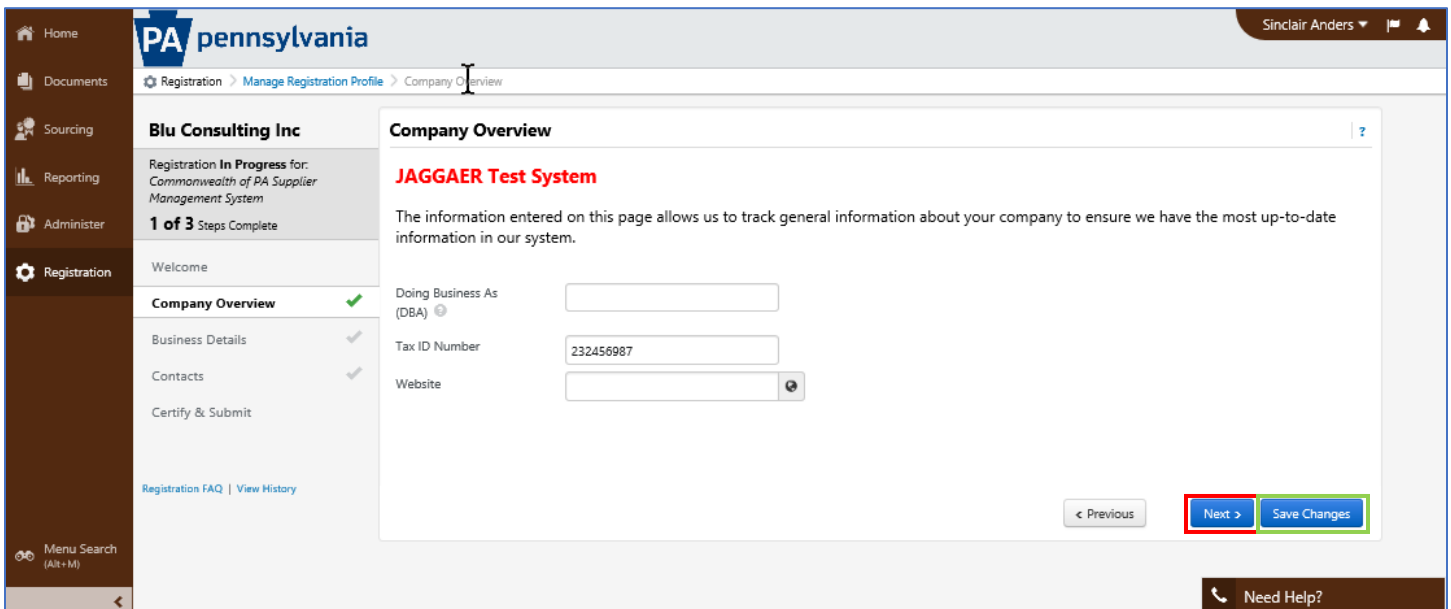 Home
Documents
Sourcing
Reporting
Administer
Registration
Menu Search
(Alt+M)
PA pennsylvania
Sinclair Anders
Registration > Manage Registration Profile > Company Overview
Blu Consulting Inc
Registration In Progress for:
Commonwealth of PA Supplier
Management System
1 of 3 Steps Complete
Welcome
Company Overview
Business Details
Contacts
Certify & Submit
Registration FAQ | View History
Company Overview
?
JAGGAER Test System
The information entered on this page allows us to track general information about your company to ensure we have the most up-to-date
information in our system.
Doing Business As
(DBA) ?
Tax ID Number 232456987
Website
< Previous Next > Save Changes
Need Help?